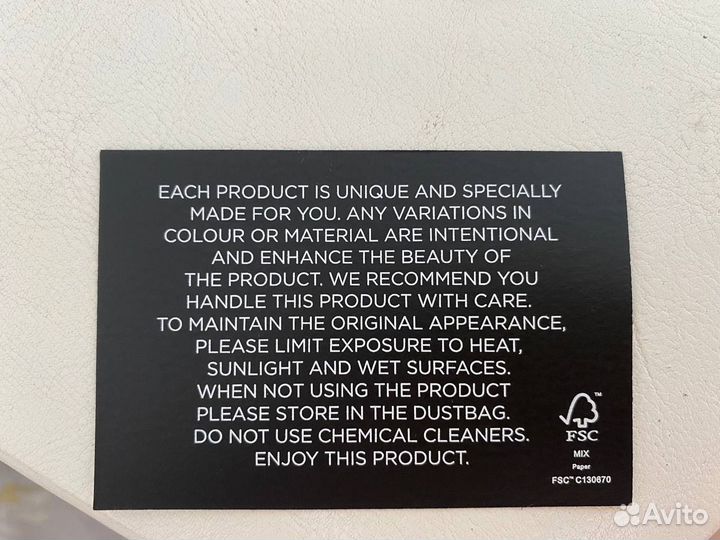 EACH PRODUCT IS UNIQUE AND SPECIALLY
MADE FOR YOU. ANY VARIATIONS IN
COLOUR OR MATERIAL ARE INTENTIONAL
AND ENHANCE THE BEAUTY OF
THE PRODUCT. WE RECOMMEND YOU
HANDLE THIS PRODUCT WITH CARE.
TO MAINTAIN THE ORIGINAL APPEARANCE,
PLEASE LIMIT EXPOSURE TO HEAT,
SUNLIGHT AND WET SURFACES.
WHEN NOT USING THE PRODUCT
PLEASE STORE IN THE DUSTBAG.
DO NOT USE CHEMICAL CLEANERS.
ENJOY THIS PRODUCT.
™
FSC
MIX
Paper
FSC™ C130670
Avito